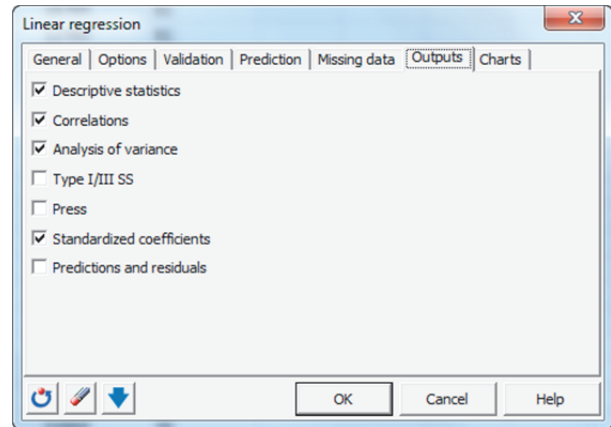 Linear regression
General Options Validation Prediction Missing data Outputs Charts
Descriptive statistics
Correlations
Analysis of variance
Type I/III SS
Press
Standardized coefficients
Predictions and residuals
OK Cancel Help